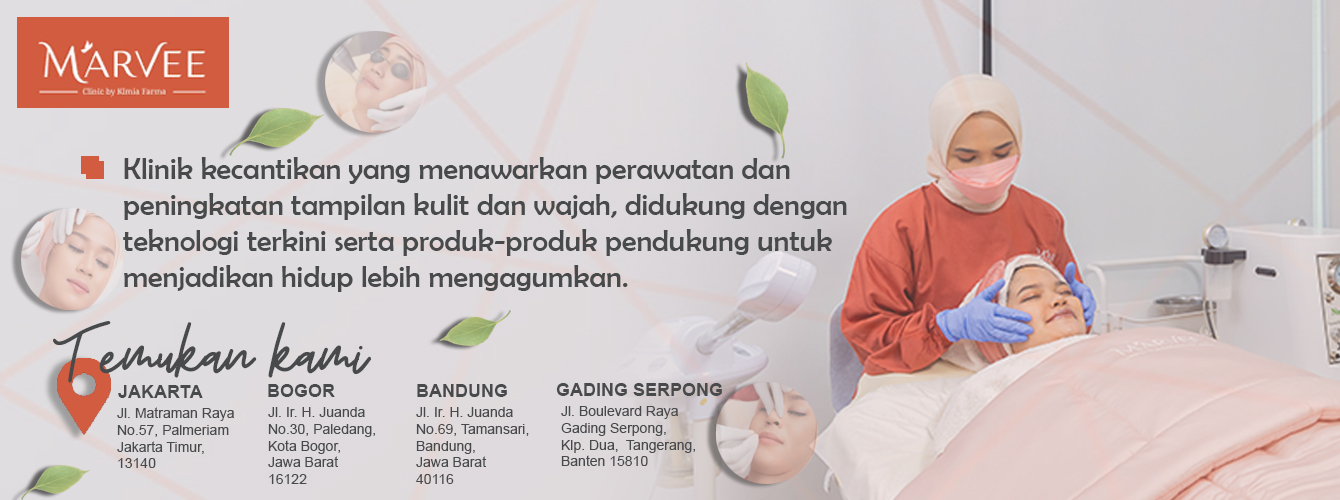 MARVEE
Clinic by Kimia Farma
Klinik kecantikan yang menawarkan perawatan dan
peningkatan tampilan kulit dan wajah, didukung dengan
teknologi terkini serta produk-produk pendukung untuk
menjadikan hidup lebih mengagumkan.
Temukan kami
JAKARTA
Jl. Matraman Raya
No.57, Palmeriam
Jakarta Timur,
13140
BOGOR
Jl. Ir. H. Juanda
No.30, Paledang,
Kota Bogor,
Jawa Barat
16122
BANDUNG
Jl. Ir. H. Juanda
No.69, Tamansari,
Bandung,
Jawa Barat
40116
GADING SERPONG
Jl. Boulevard Raya
Gading Serpong,
Klp. Dua, Tangerang,
Banten 15810
MARVEE